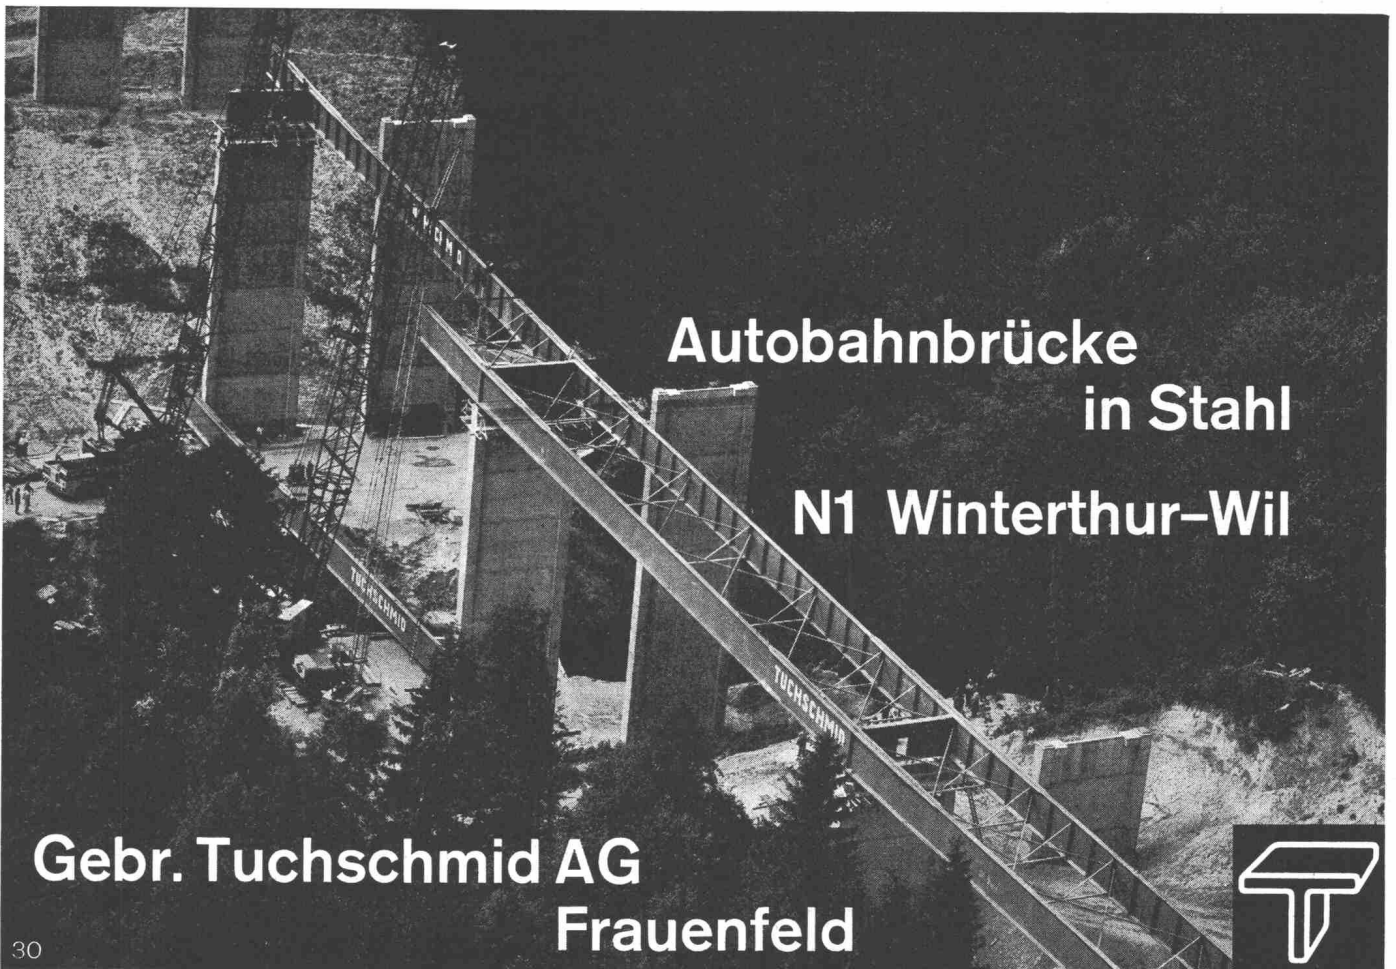 Autobahnbrücke
in Stahl
N1 Winterthur–Wil
TUCHSCHMID
TUCHSCHMID
Gebr. Tuchschmid AG
Frauenfeld
30